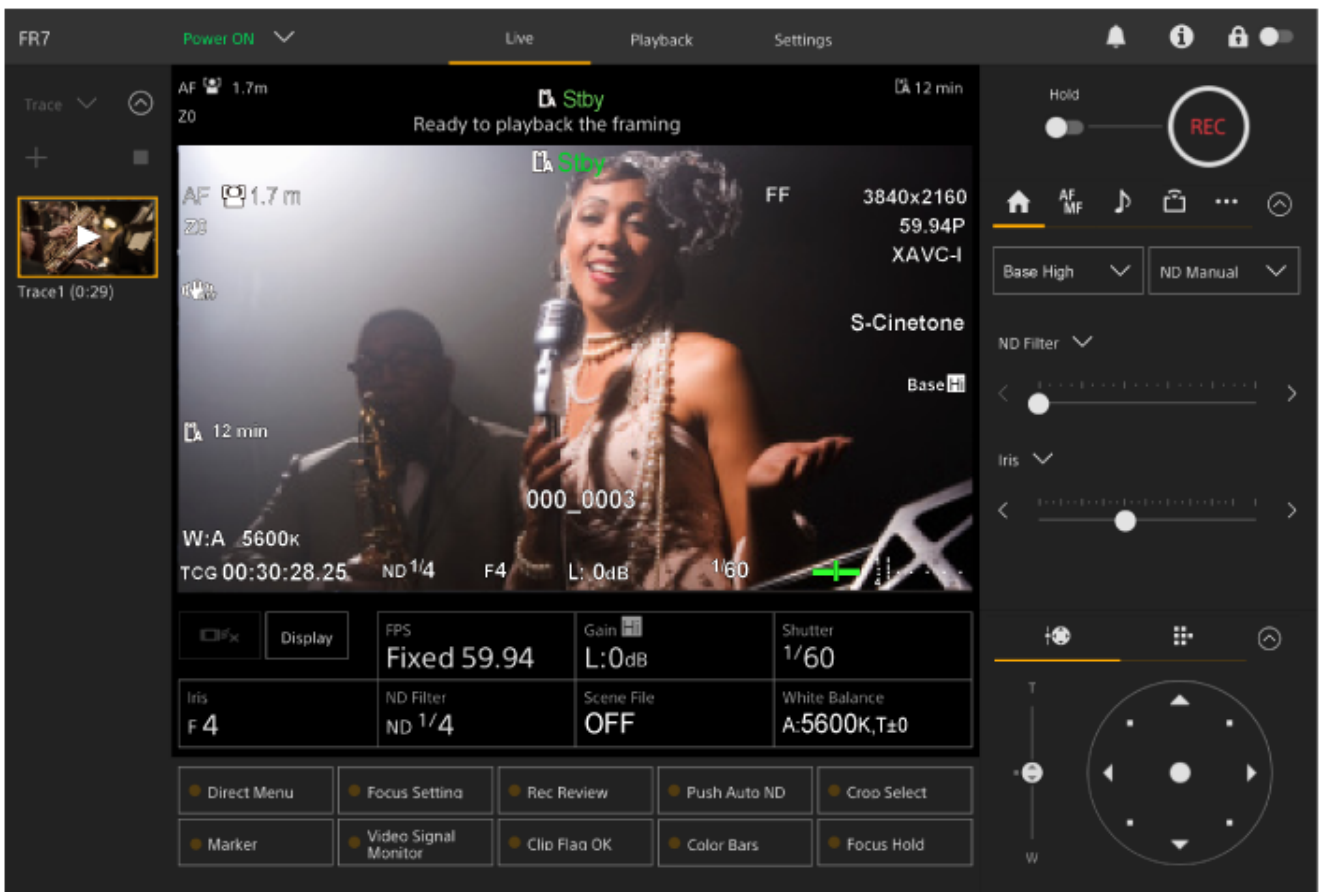 FR7
Power ON
Live
Playback
Settings
Trace
Trace1 (0:29)
AF 1.7m
Z0
Stby
Ready to playback the framing
12 min
Stby
AF 1.7 m
Z0
FF
3840x2160
59.94P
XAVC-I
S-Cinetone
Base Hi
12 min
000_0003
W:A 5600K
TCG 00:30:28.25
ND 1/4
F4
L: 0dB
1/60
Display
FPS
Fixed 59.94
Gain Hi
L:0dB
Shutter
1/60
Iris
F 4
ND Filter
ND 1/4
Scene File
OFF
White Balance
A:5600K,T±0
Direct Menu
Focus Setting
Rec Review
Push Auto ND
Crop Select
Marker
Video Signal
Monitor
Clip Flag OK
Color Bars
Focus Hold
Hold
REC
AF
MF
Base High
ND Manual
ND Filter
Iris
T
W